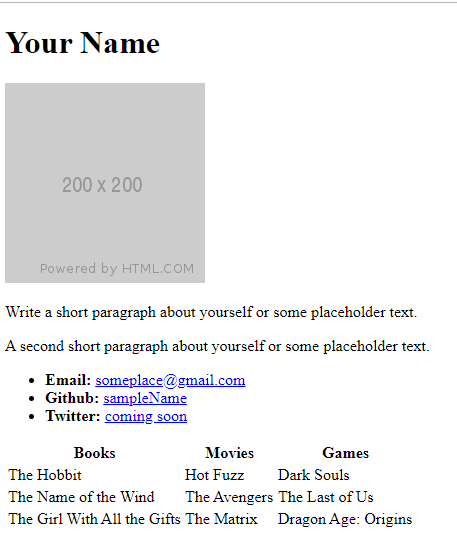 Your Name
200 x 200
Powered by HTML.COM
Write a short paragraph about yourself or some placeholder text.
A second short paragraph about yourself or some placeholder text.
Email: someplace@gmail.com
Github: sampleName
Twitter: coming soon
Books Movies Games
The Hobbit Hot Fuzz Dark Souls
The Name of the Wind The Avengers The Last of Us
The Girl With All the Gifts The Matrix Dragon Age: Origins